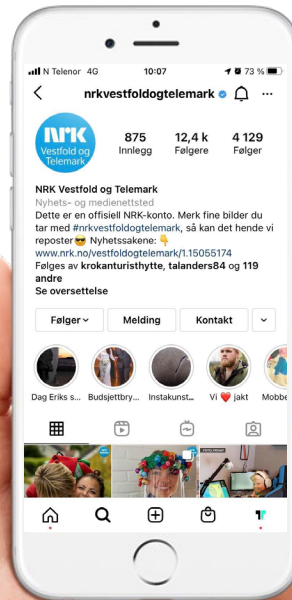 N Telenor 4G 10:07 73 %
nrkvestfoldogtelemark
NRK
Vestfold og
Telemark
875 12,4 k 4 129
Innlegg Følgere Følger
NRK Vestfold og Telemark
Nyhets- og medienettsted
Dette er en offisiell NRK-konto. Merk fine bilder du
tar med #nrkvestfoldogtelemark, så kan det hende vi
reposter😎 Nyhetssakene: 👇
www.nrk.no/vestfoldogtelemark/1.15055174
Følges av krokanturisthytte, talanders84 og 119
andre
Se oversettelse
Følger Melding Kontakt
Dag Eriks s... Budsjettbry... Instakunst... Vi ❤️ jakt Mobbe